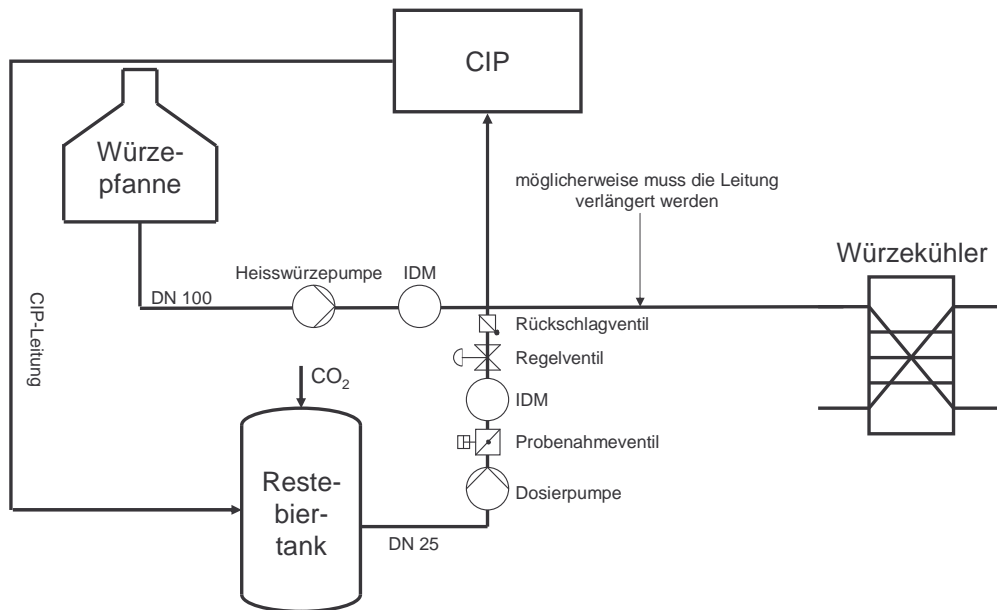 CIP
Würze-
pfanne
möglicherweise muss die Leitung
verlängert werden
Würzekühler
Heisswürzepumpe
IDM
DN 100
CIP-Leitung
Rückschlagventil
Regelventil
CO₂
IDM
Probenahmeventil
Reste-
bier-
tank
Dosierpumpe
DN 25